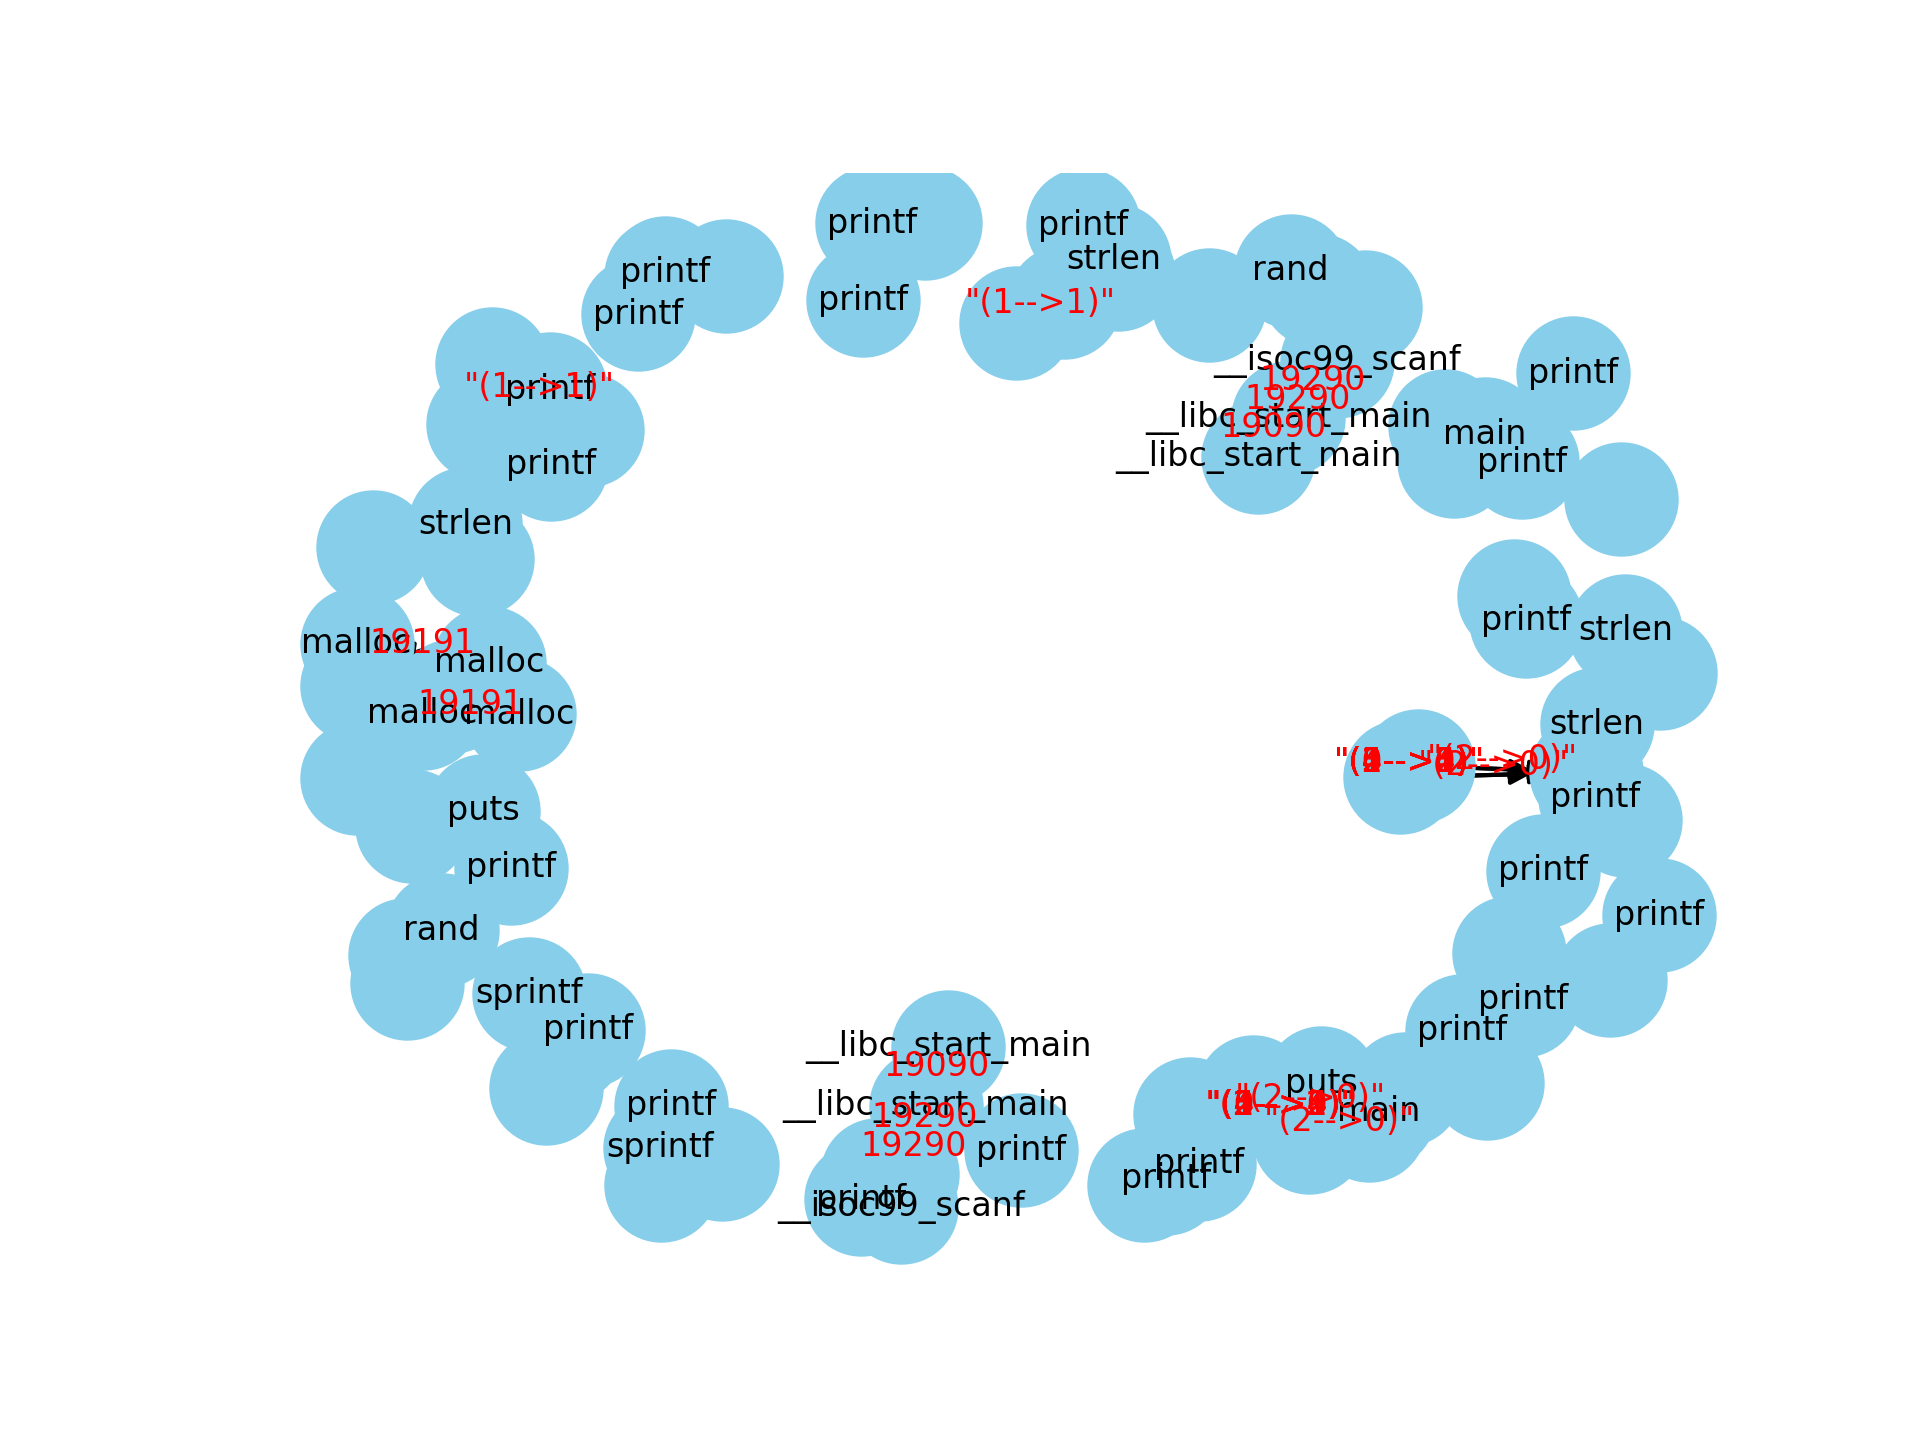 printf
printf
strlen
printf
rand
printf
printf
"(1-->1)"
__isoc99_scanf
printf
19290
"(1-->1)"
printf
19290
__libc_start_main
19090
main
__libc_start_main
printf
printf
strlen
printf
strlen
malloc
19191
malloc
19191
malloc
malloc
strlen
"(2-->0)"
printf
puts
printf
printf
printf
rand
sprintf
printf
printf
printf
__libc_start_main
19090
puts
"(2-->0)"
printf
__libc_start_main
main
19290
"(2-->0)"
sprintf
19290
printf
printf
printf
printf
__isoc99_scanf